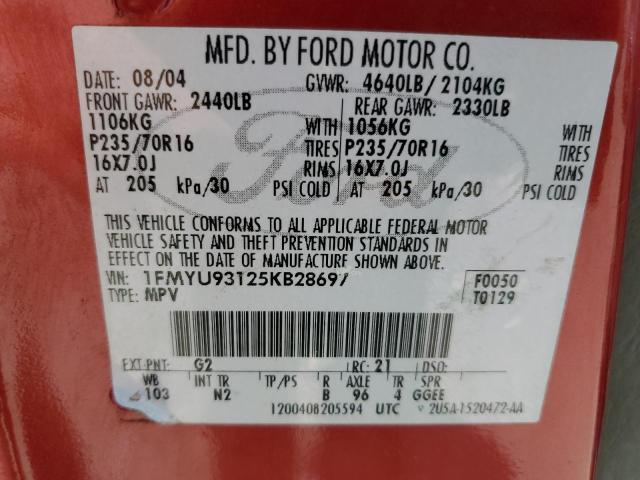 MFD. BY FORD MOTOR CO.
DATE: 08/04 GVWR: 4640LB/ 2104KG
FRONT GAWR: 2440LB REAR GAWR: 2330LB
1106KG WITH 1056KG WITH
P235/70R16 TIRES P235/70R16 TIRES
16X7.0J RIMS 16X7.0J RIMS
AT 205 kPa/30 PSI COLD AT 205 kPa/30 PSI COLD
Ford
THIS VEHICLE CONFORMS TO ALL APPLICABLE FEDERAL MOTOR
VEHICLE SAFETY AND THEFT PREVENTION STANDARDS IN
EFFECT ON THE DATE OF MANUFACTURE SHOWN ABOVE.
VIN: 1FMYU93125KB28697 F0050
TYPE: MPV T0129
EXT PNT: G2 RC: 21 DSO:
WB INT TR TP/PS R AXLE TR SPR
103 N2 B 96 4 GGEE
1200408205594 UTC V 2U5A-1520472-AA